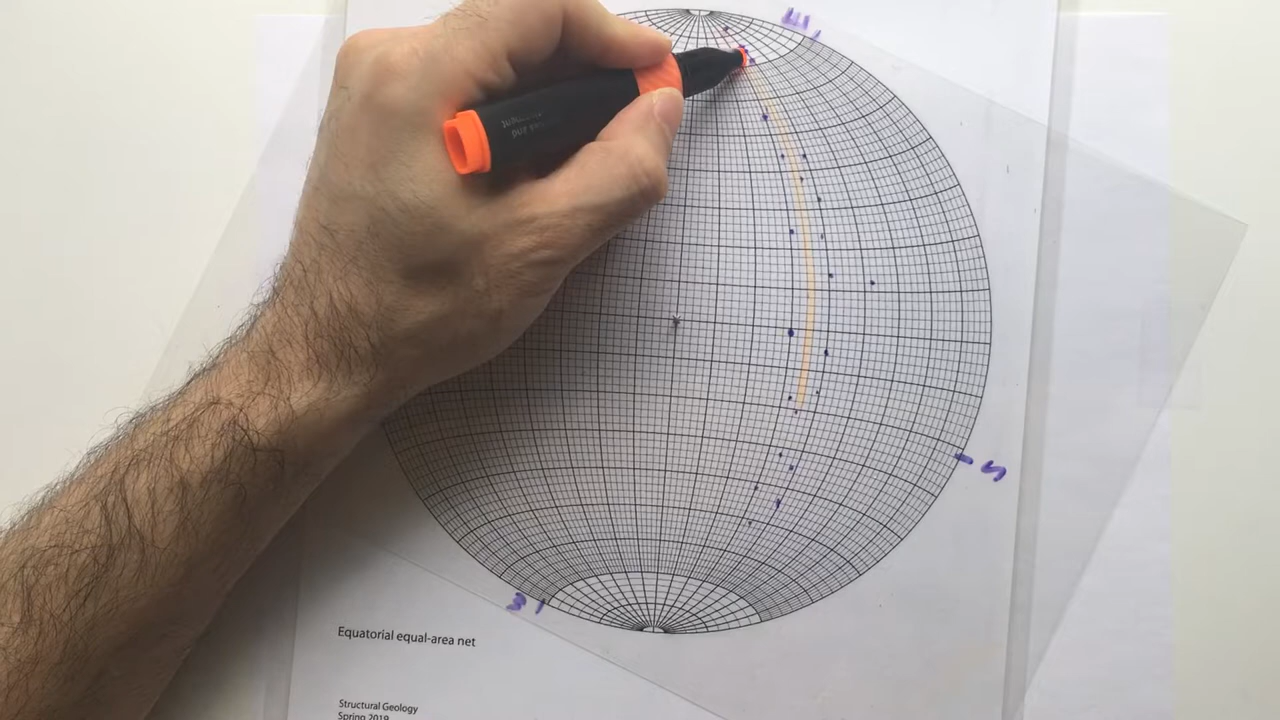 E
S
W
Equatorial equal-area net
Structural Geology
Spring 2019